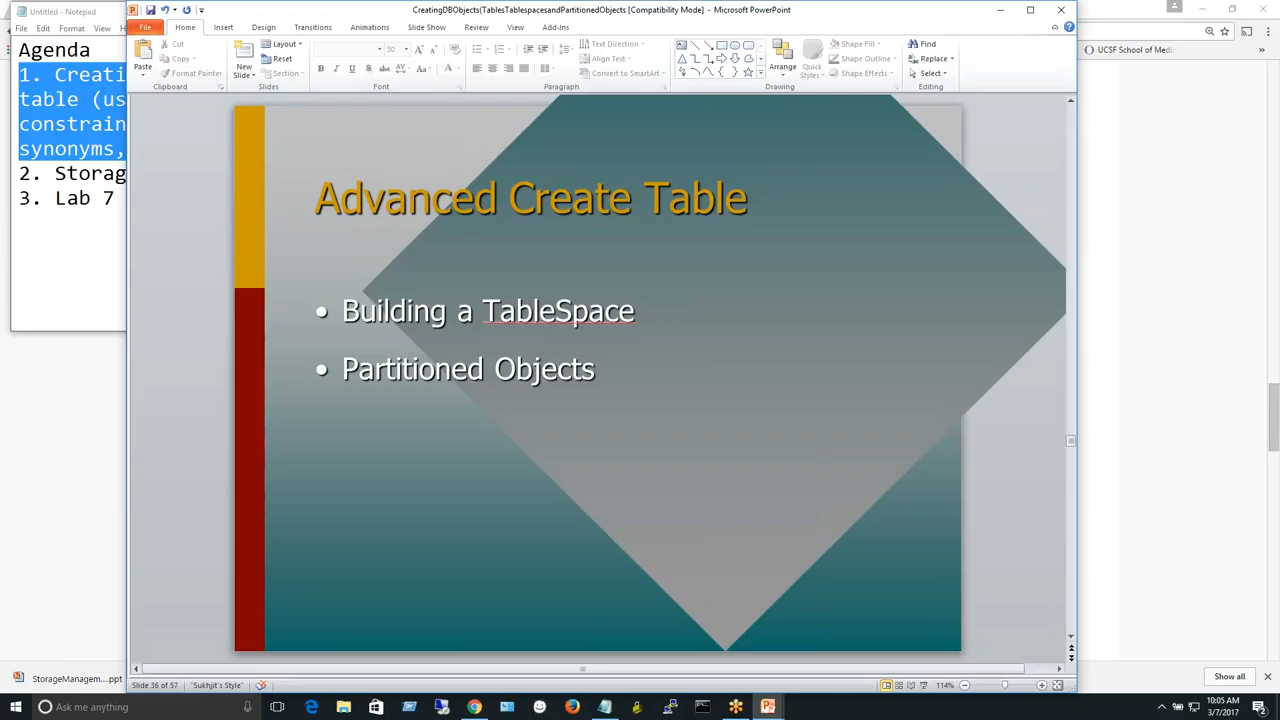 Untitled - Notepad
File Edit Format View
Agenda
1. Creati
table (us
constrain
synonyms,
2. Storag
3. Lab 7
CreatingDBObjects(TablesTablespacesandPartitionedObjects [Compatibility Mode] - Microsoft PowerPoint
File Home Insert Design Transitions Animations Slide Show Review View Add-Ins
Paste
Cut
Copy
Format Painter
Clipboard
New
Slide
Layout
Reset
Section
Slides
30
Font
Text Direction
Align Text
Convert to SmartArt
Paragraph
Arrange
Quick
Styles
Shape Fill
Shape Outline
Shape Effects
Drawing
Find
Replace
Select
Editing
UCSF School of Medi
Advanced Create Table
• Building a TableSpace
• Partitioned Objects
Slide 36 of 57
"Sukhjit's Style"
114%
StorageManagem....ppt
Show all
Ask me anything
10:05 AM
3/7/2017